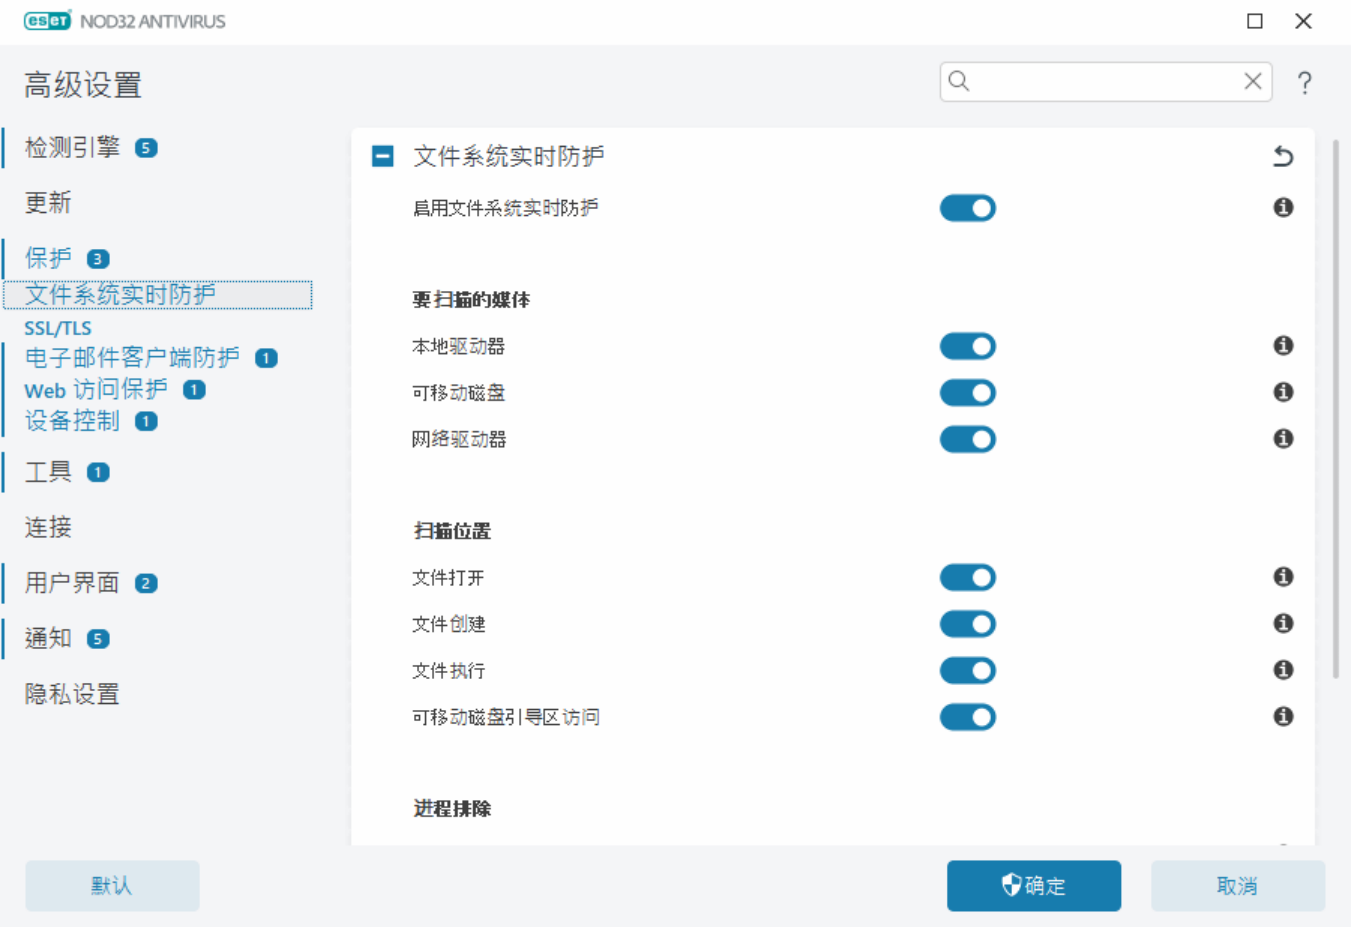 eset NOD32 ANTIVIRUS
高级设置
?
检测引擎 5
更新
保护 3
文件系统实时防护
SSL/TLS
电子邮件客户端防护 1
Web 访问保护 1
设备控制 1
工具 1
连接
用户界面 2
通知 5
隐私设置
文件系统实时防护
启用文件系统实时防护
要扫描的媒体
本地驱动器
可移动磁盘
网络驱动器
扫描位置
文件打开
文件创建
文件执行
可移动磁盘引导区访问
进程排除
默认
确定
取消